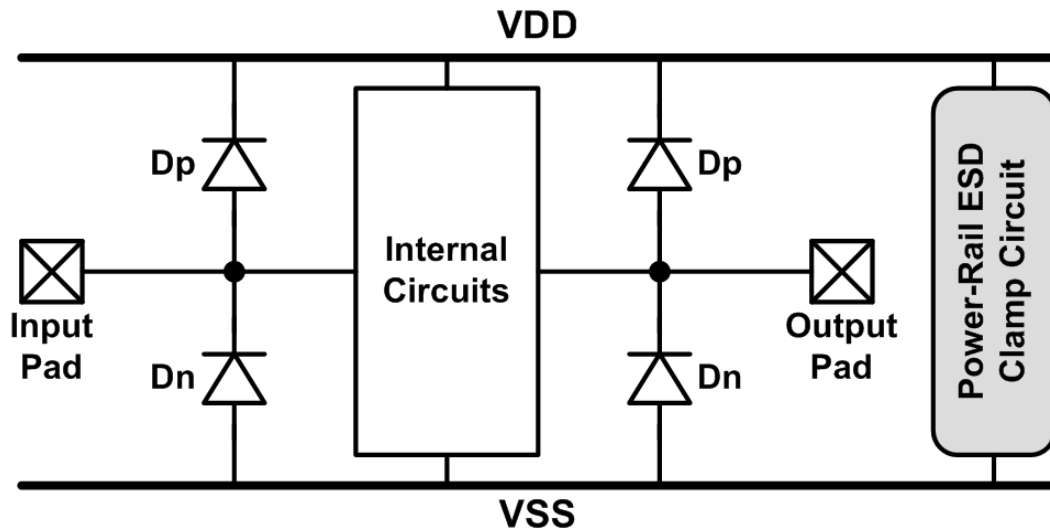 VDD
Dp
Dp
Internal
Circuits
Input
Pad
Output
Pad
Dn
Dn
Power-Rail ESD
Clamp Circuit
VSS